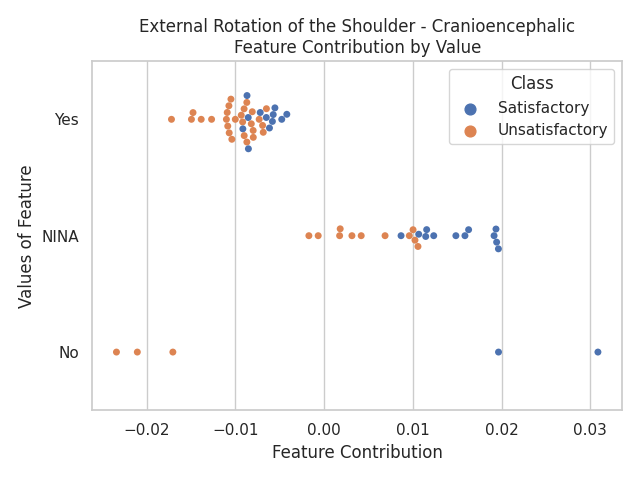 External Rotation of the Shoulder - Cranioencephalic
Feature Contribution by Value
Class
Satisfactory
Unsatisfactory
Values of Feature
Yes
NINA
No
−0.02
−0.01
0.00
0.01
0.02
0.03
Feature Contribution